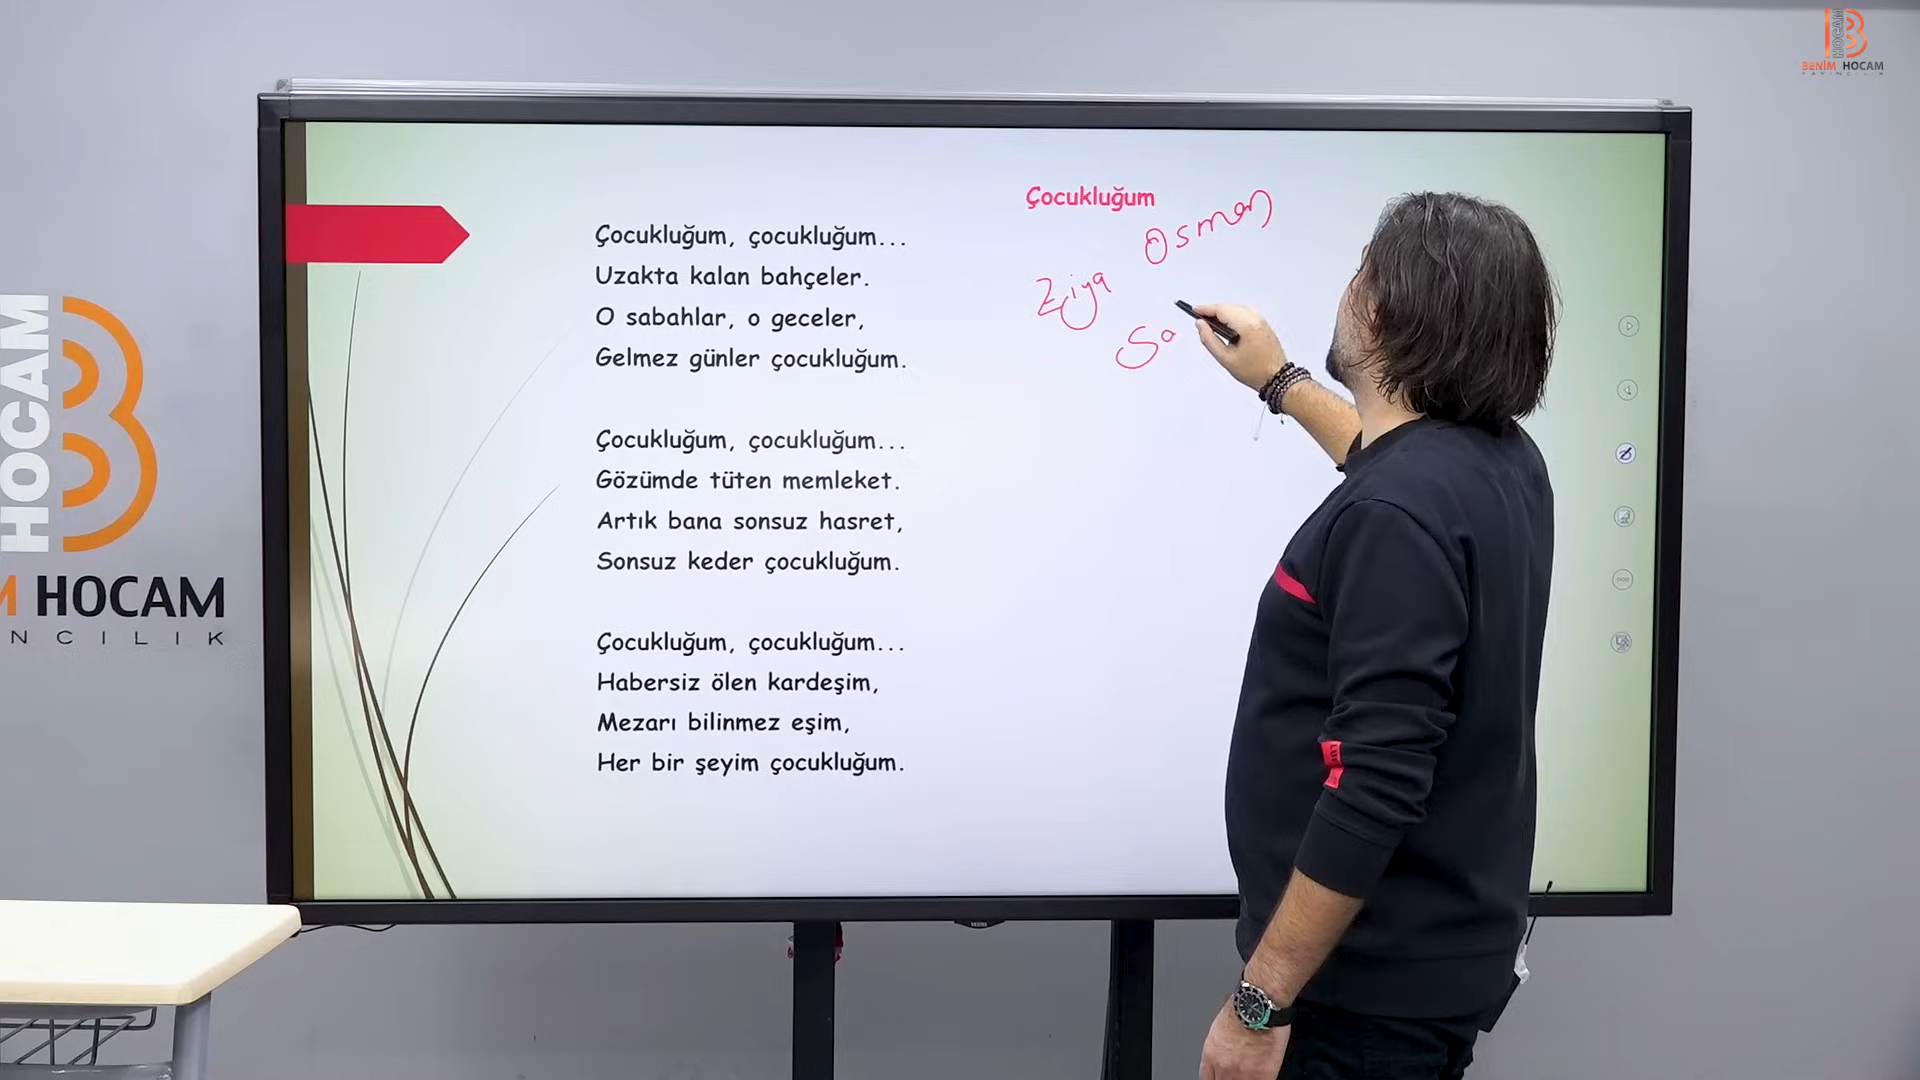 Çocukluğum, çocukluğum...
Uzakta kalan bahçeler.
O sabahlar, o geceler,
Gelmez günler çocukluğum.
Çocukluğum, çocukluğum...
Gözümde tüten memleket.
Artık bana sonsuz hasret,
Sonsuz keder çocukluğum.
Çocukluğum, çocukluğum...
Habersiz ölen kardeşim,
Mezarı bilinmez eşim,
Her bir şeyim çocukluğum.
Çocukluğum
Osman
Ziya
Sa
HOCAM
M HOCAM
NCILIK
HOCAM
BENİM HOCAM
YAYINCILIK